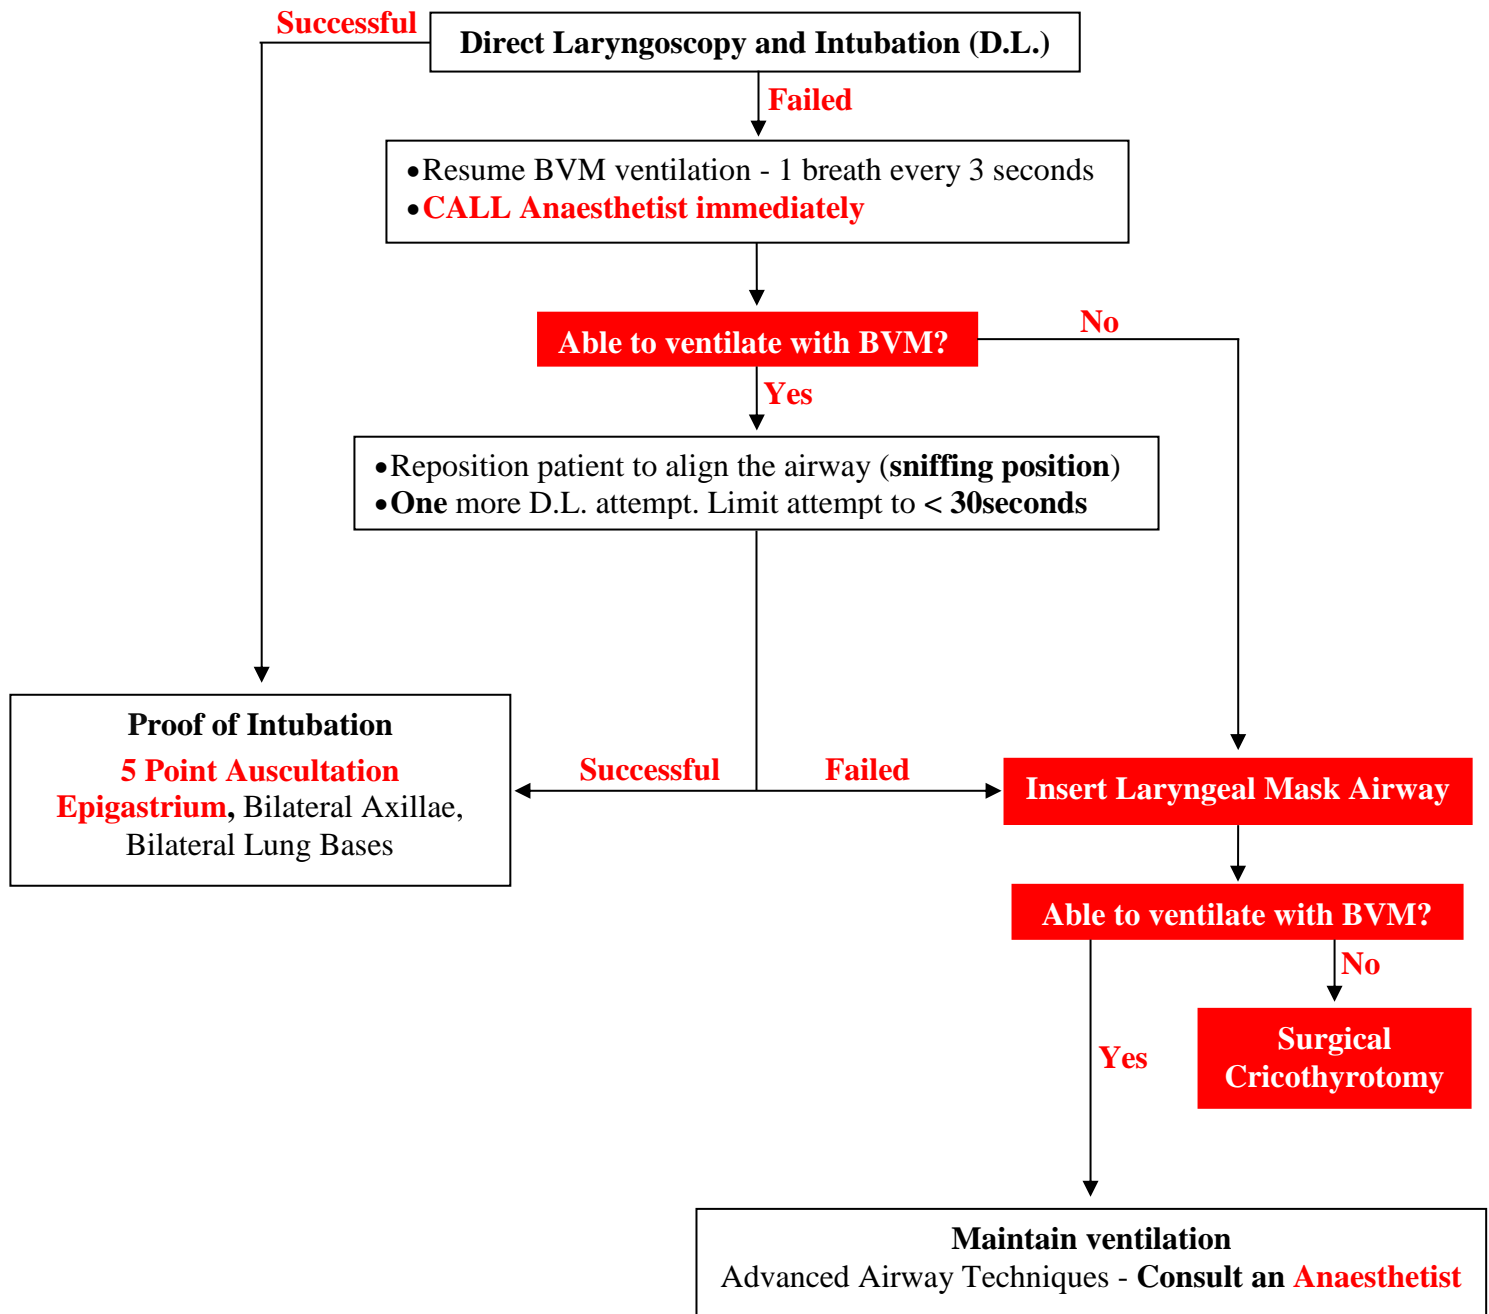 Successful
Direct Laryngoscopy and Intubation (D.L.)
Failed
•Resume BVM ventilation - 1 breath every 3 seconds
•CALL Anaesthetist immediately
Able to ventilate with BVM?
No
Yes
•Reposition patient to align the airway (sniffing position)
•One more D.L. attempt. Limit attempt to < 30seconds
Proof of Intubation
5 Point Auscultation
Epigastrium, Bilateral Axillae,
Bilateral Lung Bases
Successful
Failed
Insert Laryngeal Mask Airway
Able to ventilate with BVM?
No
Yes
Surgical
Cricothyrotomy
Maintain ventilation
Advanced Airway Techniques - Consult an Anaesthetist